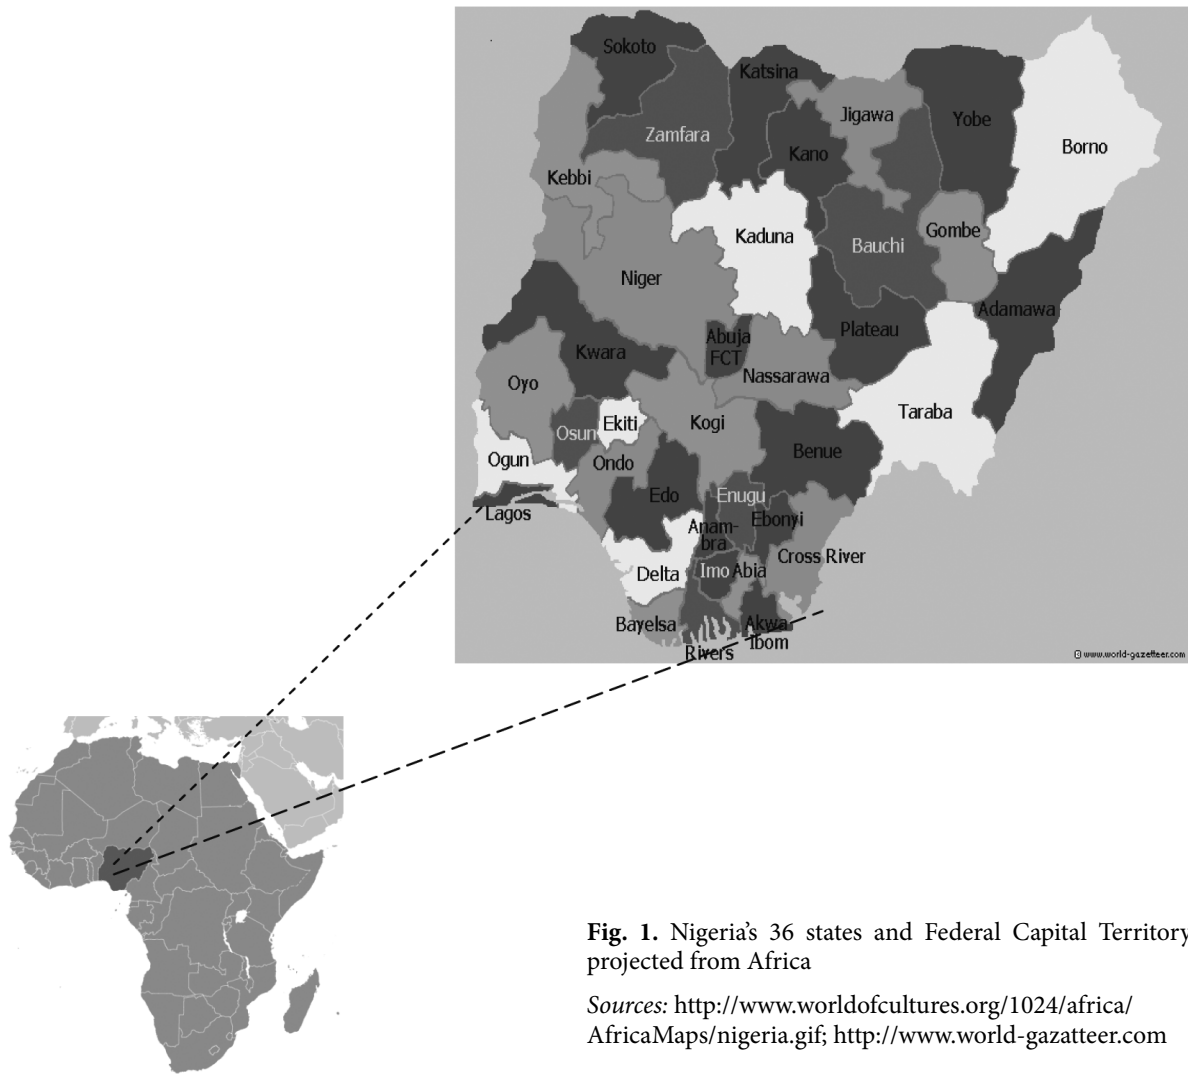 Sokoto
Katsina
Jigawa
Yobe
Zamfara
Borno
Kano
Kebbi
Gombe
Kaduna
Bauchi
Niger
Adamawa
Plateau
Abuja
FCT
Kwara
Nassarawa
Oyo
Taraba
Ekiti
Kogi
Osun
Benue
Ogun
Ondo
Edo
Enugu
Lagos
Ebonyi
Anam-
bra
Cross River
Imo
Abia
Delta
Bayelsa
Akwa
Ibom
Rivers
© www.world-gazetteer.com
Fig. 1. Nigeria's 36 states and Federal Capital Territory
projected from Africa
Sources: http://www.worldofcultures.org/1024/africa/
AfricaMaps/nigeria.gif; http://www.world-gazatteer.com